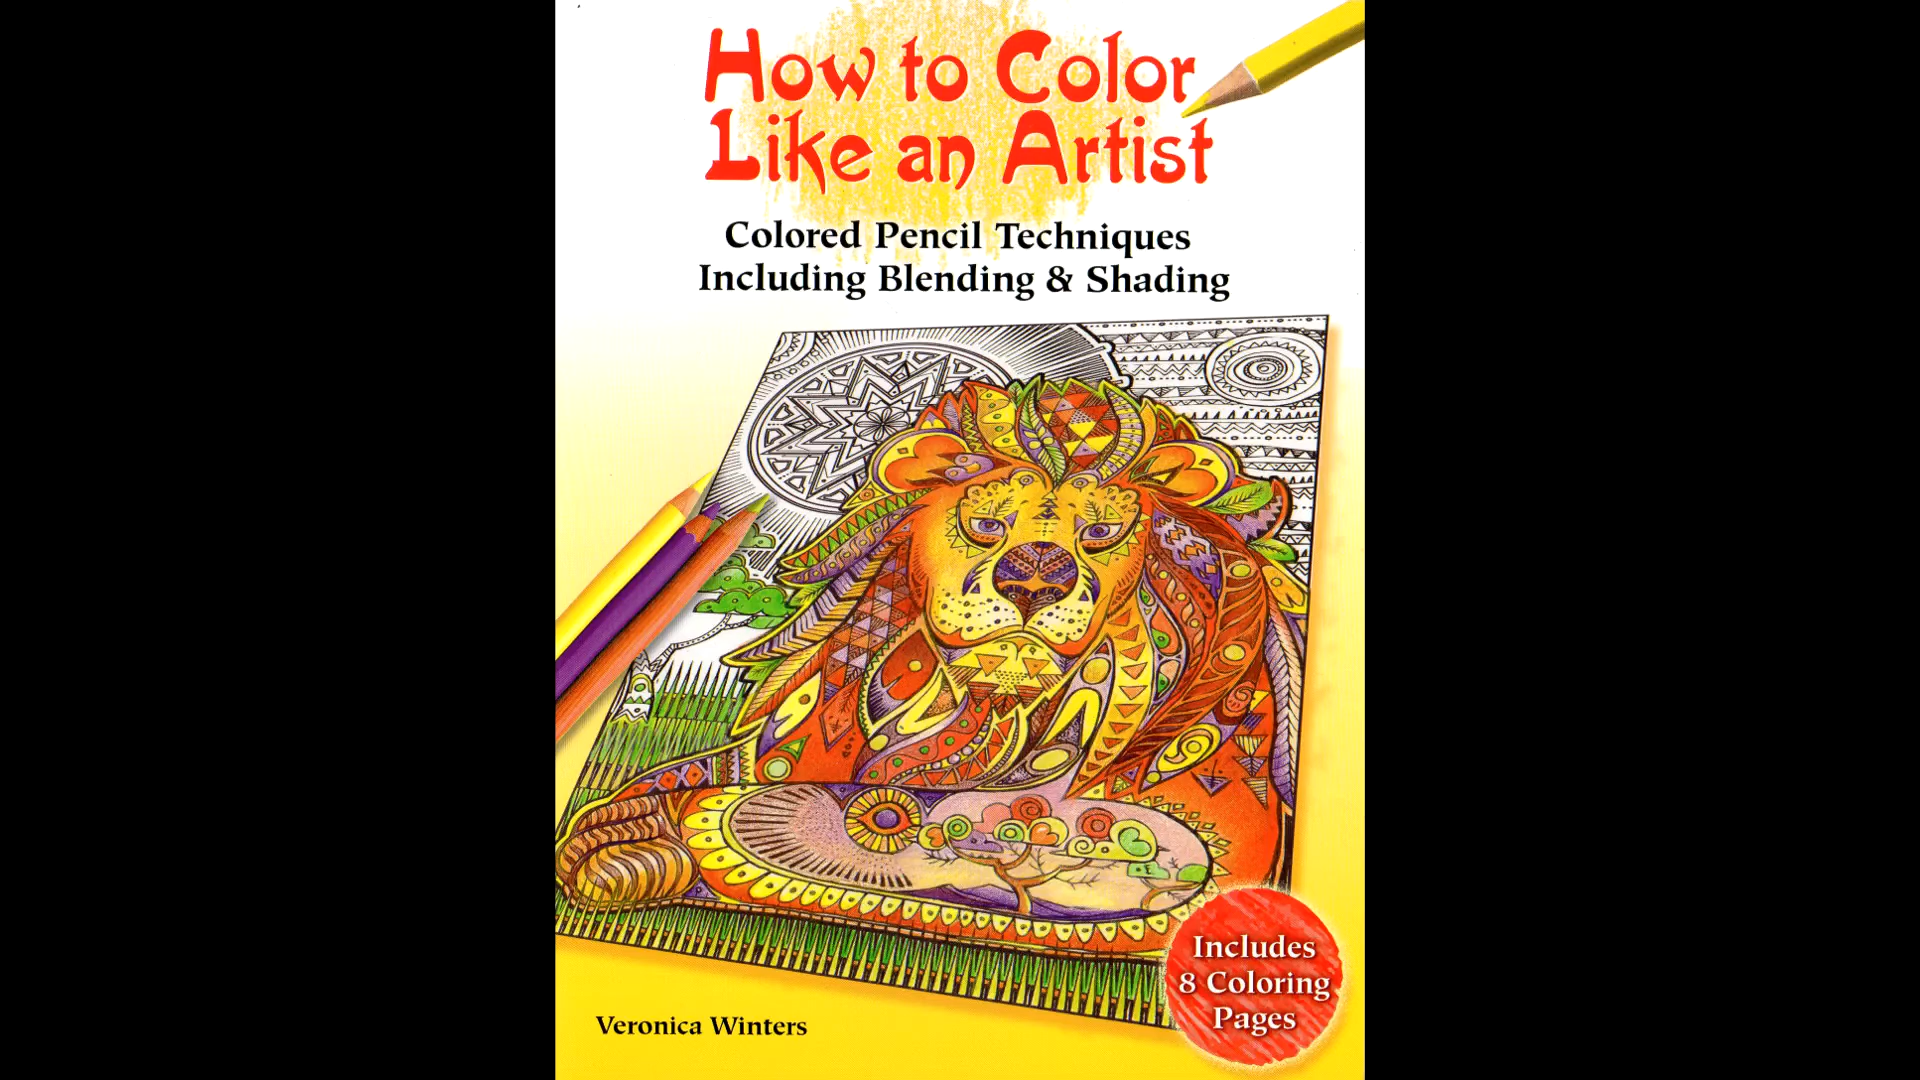 How to Color
Like an Artist
Colored Pencil Techniques
Including Blending & Shading
Includes
8 Coloring
Pages
Veronica Winters